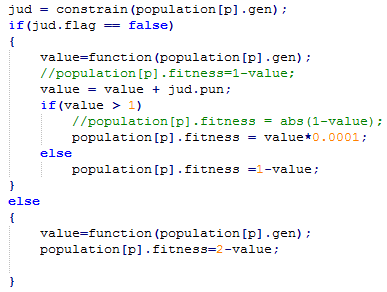 jud = constrain(population[p].gen);
if(jud.flag == false)
{
value=function(population[p].gen);
//population[p].fitness=1-value;
value = value + jud.pun;
if(value > 1)
//population[p].fitness = abs(1-value);
population[p].fitness = value*0.0001;
else
population[p].fitness =1-value;
}
else
{
value=function(population[p].gen);
population[p].fitness=2-value;
}